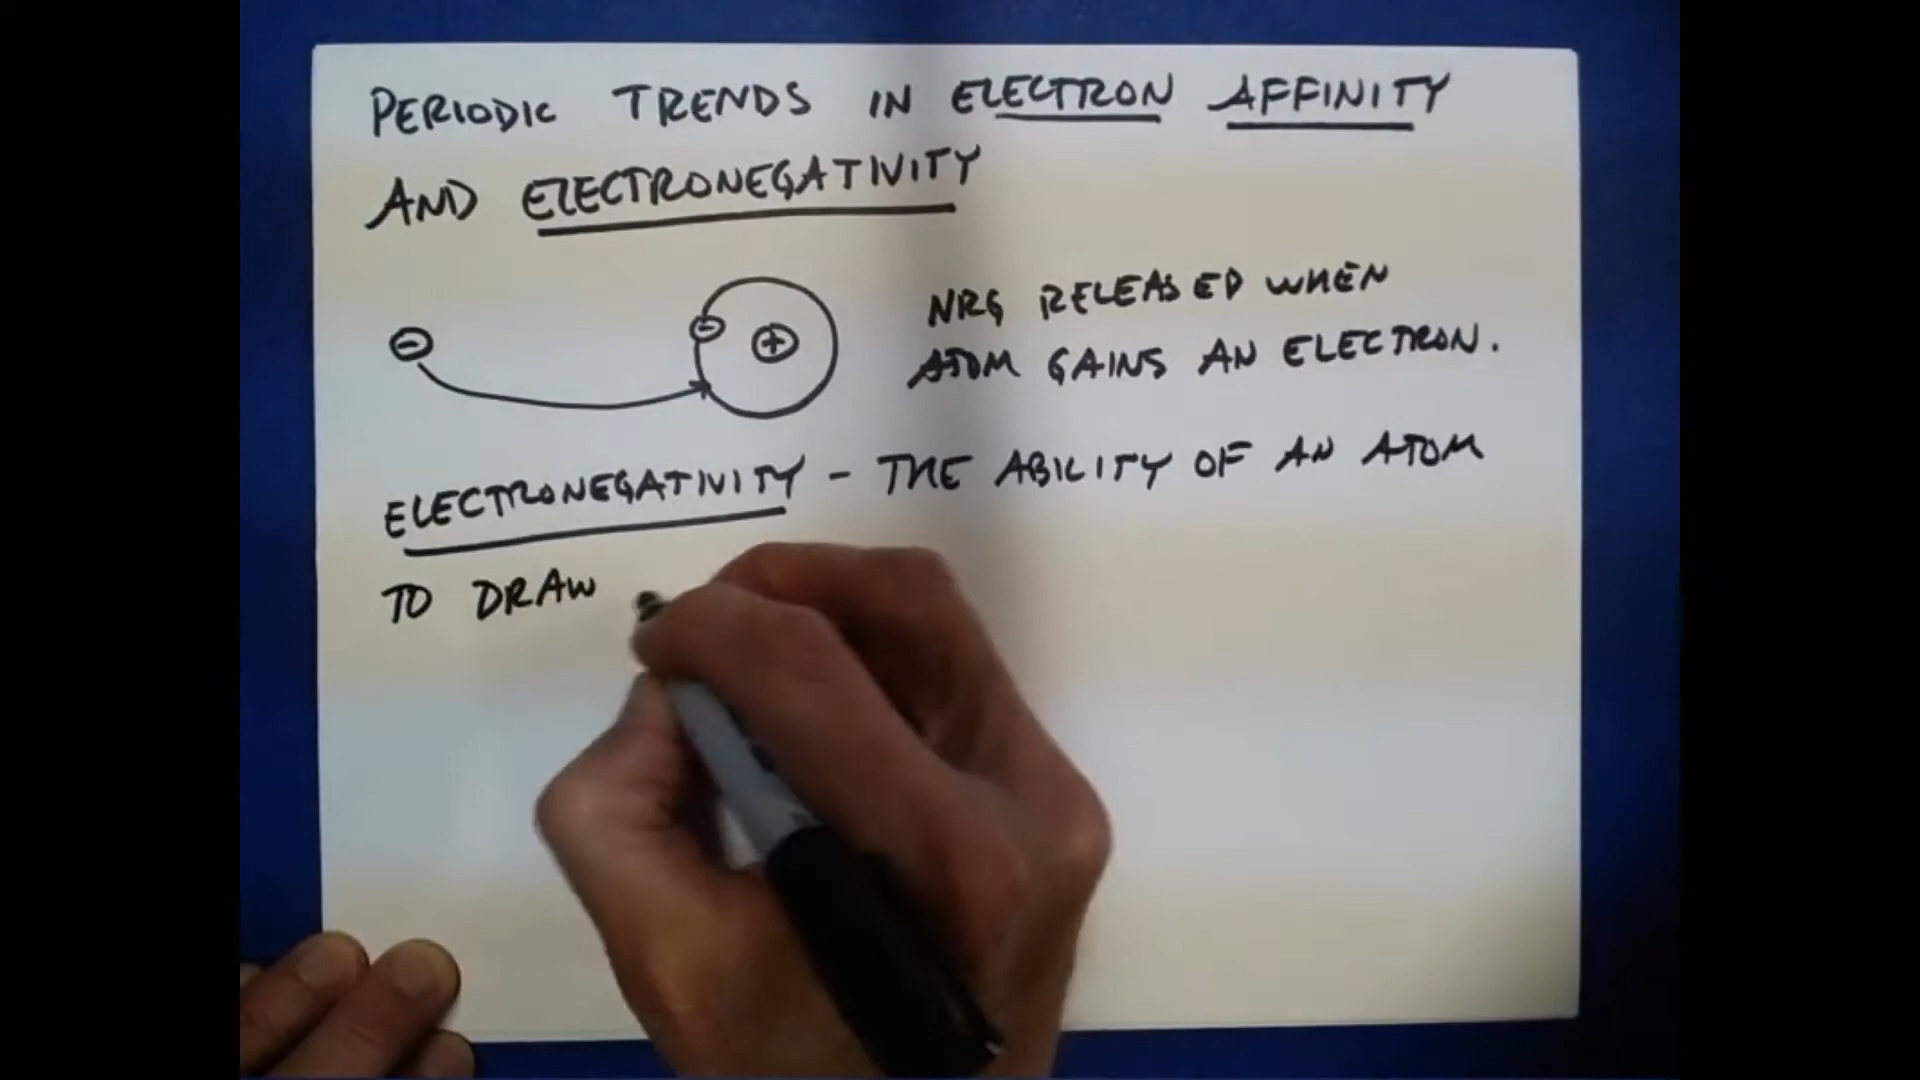 PERIODIC TRENDS IN ELECTRON AFFINITY
AND ELECTRONEGATIVITY
NRG RELEASED WHEN
ATOM GAINS AN ELECTRON.
- - +
ELECTRONEGATIVITY - THE ABILITY OF AN ATOM
TO DRAW